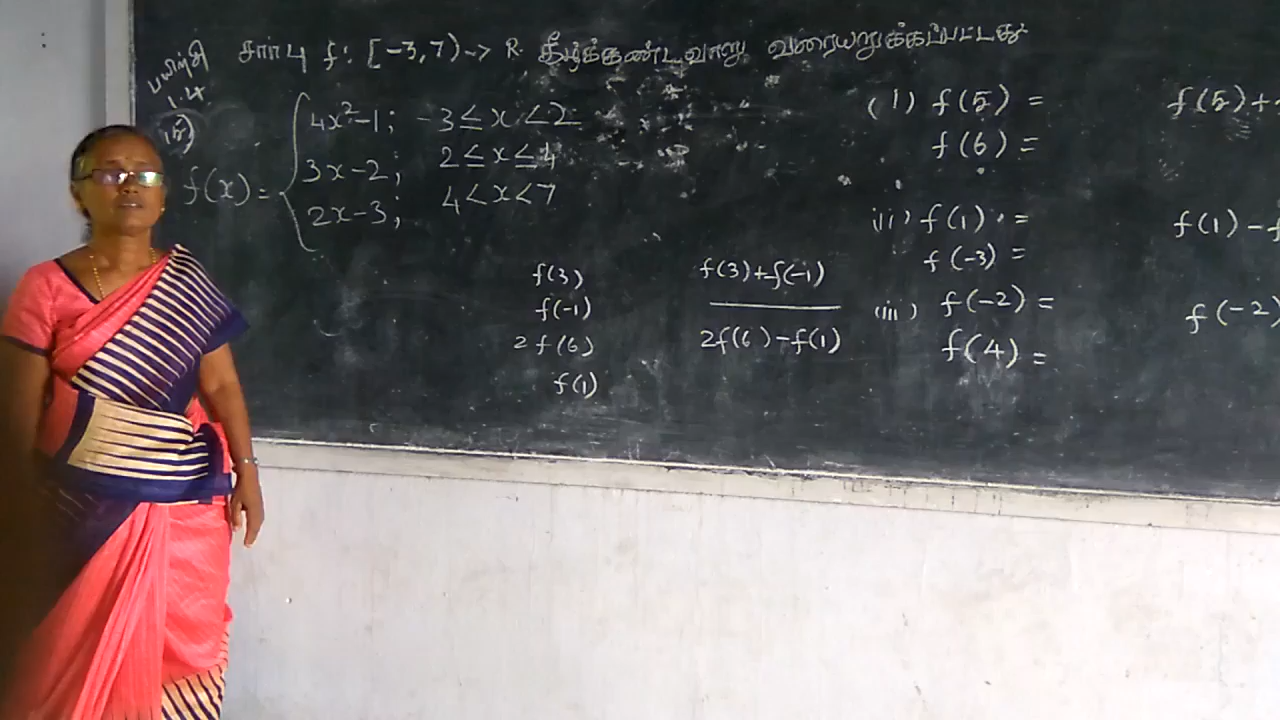 பயிற்சி
1.4
15)
சார்பு f: [-3,7) -> R கீழ்க்கண்டவாறு வரையறுக்கப்பட்டது
f(x) =
4x²-1; -3≤x<2
3x-2; 2≤x≤4
2x-3; 4<x<7
f(3)
f(-1)
2f(6)
f(1)
f(3)+f(-1)
2f(6)-f(1)
(i) f(5) = f(5)+
f(6) =
(ii) f(1) = f(1)-f
f(-3) =
(iii) f(-2) = f(-2)
f(4) =